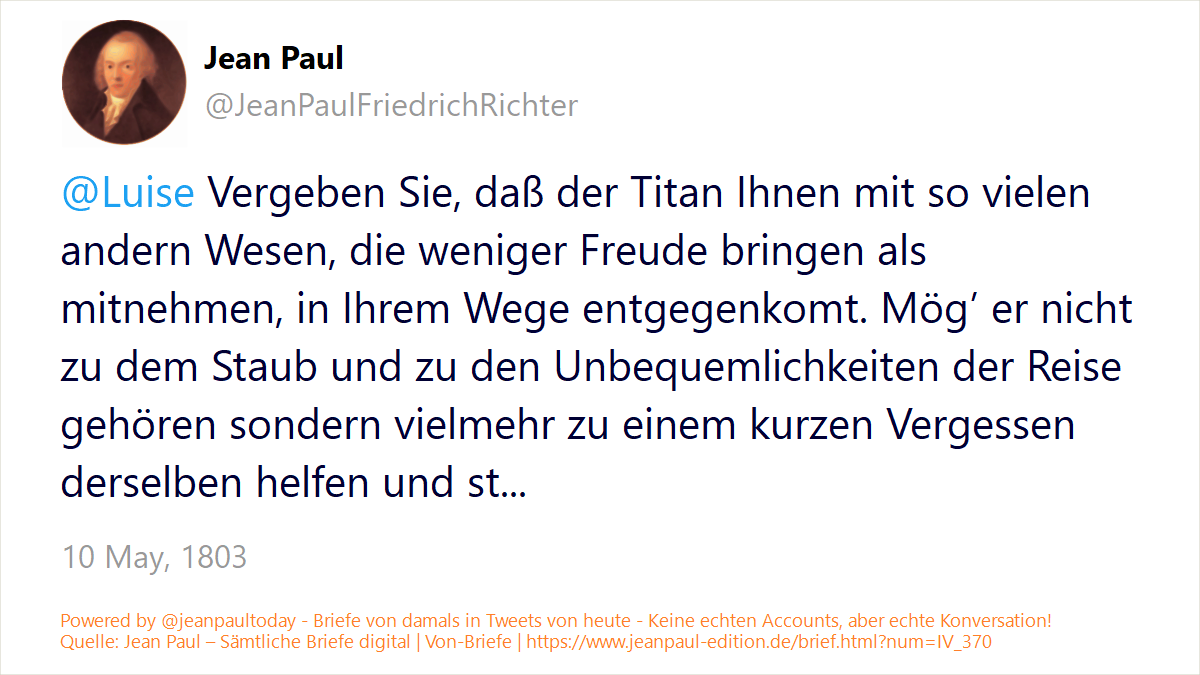 Jean Paul
@JeanPaulFriedrichRichter
@Luise Vergeben Sie, daß der Titan Ihnen mit so vielen
andern Wesen, die weniger Freude bringen als
mitnehmen, in Ihrem Wege entgegenkomt. Mög’ er nicht
zu dem Staub und zu den Unbequemlichkeiten der Reise
gehören sondern vielmehr zu einem kurzen Vergessen
derselben helfen und st...
10 May, 1803
Powered by @jeanpaultoday - Briefe von damals in Tweets von heute - Keine echten Accounts, aber echte Konversation!
Quelle: Jean Paul – Sämtliche Briefe digital | Von-Briefe | https://www.jeanpaul-edition.de/brief.html?num=IV_370